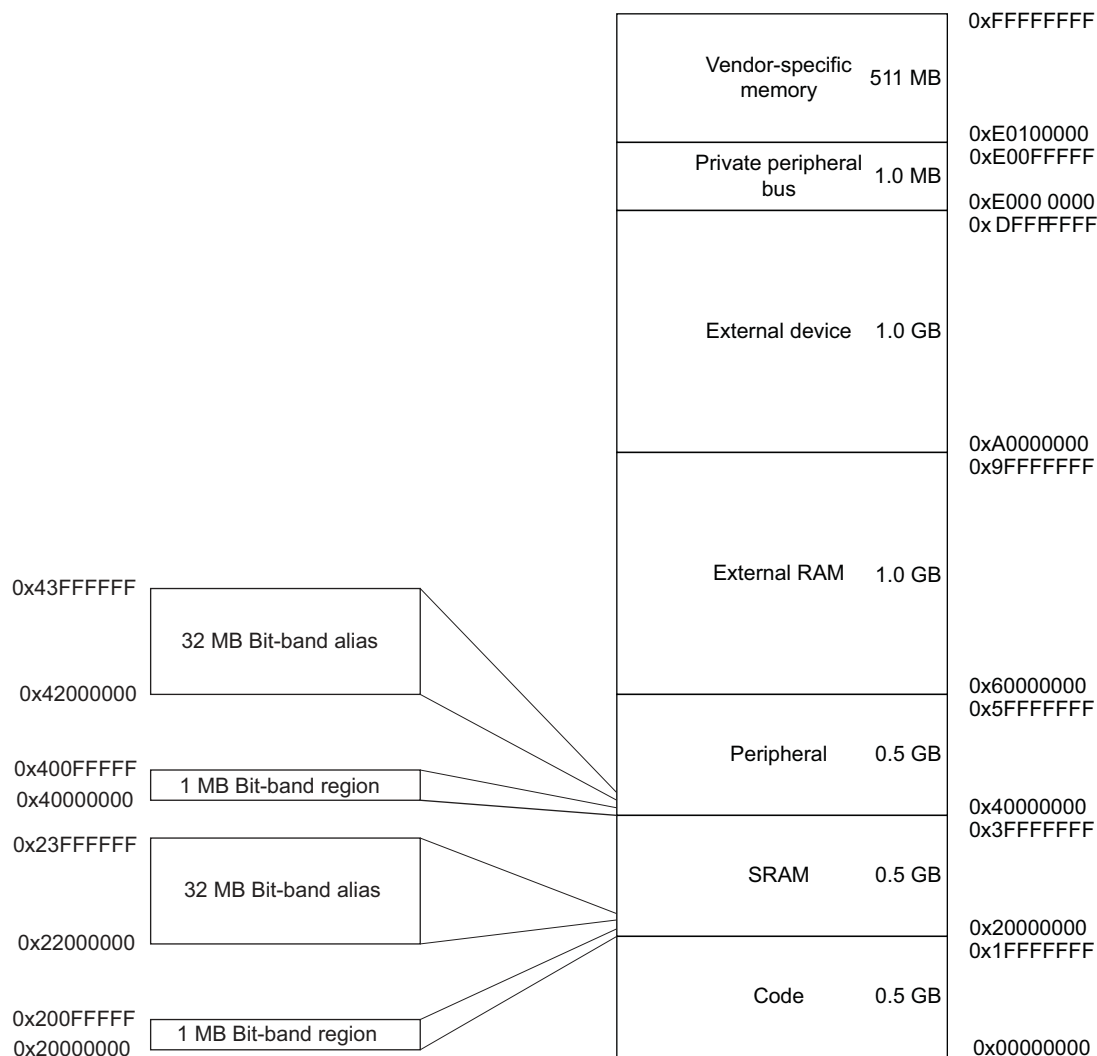 0xFFFFFFFF
Vendor-specific
memory
511 MB
0xE0100000
0xE00FFFFF
Private peripheral
bus
1.0 MB
0xE000 0000
0x DFFFFFFF
External device
1.0 GB
0xA0000000
0x9FFFFFFF
External RAM
1.0 GB
0x60000000
0x5FFFFFFF
Peripheral
0.5 GB
0x40000000
0x3FFFFFFF
SRAM
0.5 GB
0x20000000
0x1FFFFFFF
Code
0.5 GB
0x00000000
0x43FFFFFF
32 MB Bit-band alias
0x42000000
0x400FFFFF
1 MB Bit-band region
0x40000000
0x23FFFFFF
32 MB Bit-band alias
0x22000000
0x200FFFFF
1 MB Bit-band region
0x20000000